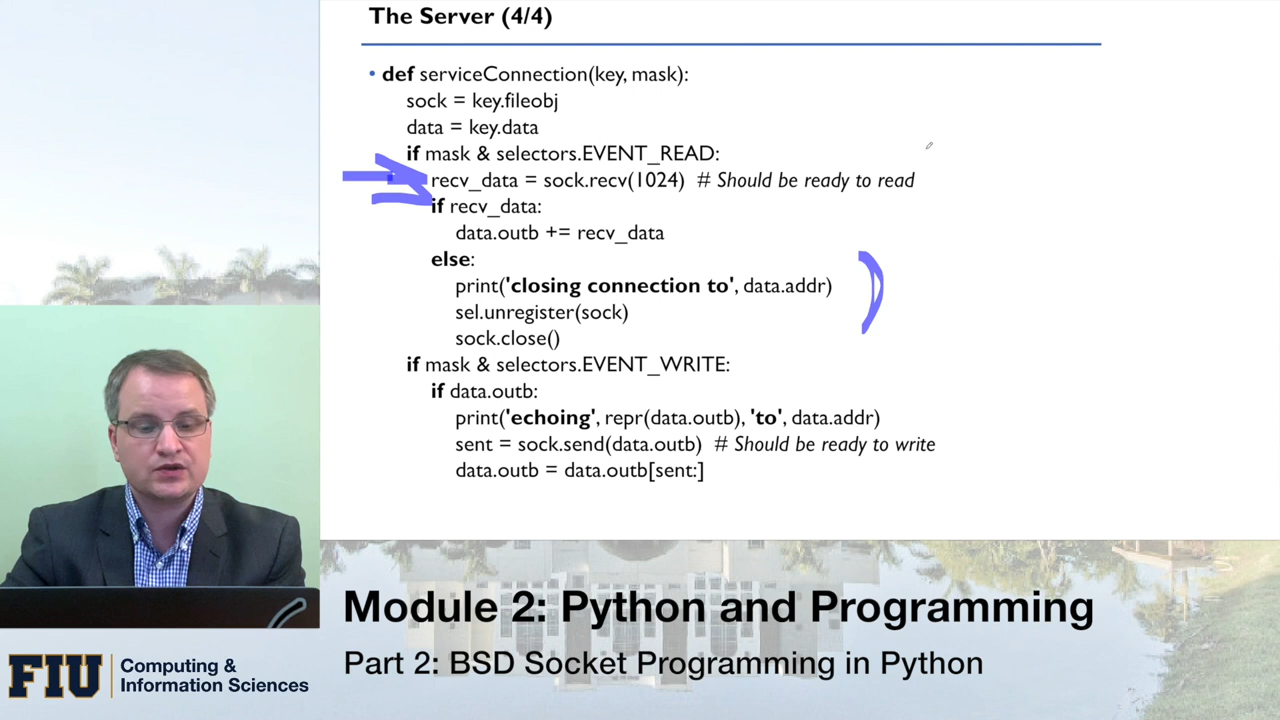 The Server (4/4)
• def serviceConnection(key, mask):
sock = key.fileobj
data = key.data
if mask & selectors.EVENT_READ:
recv_data = sock.recv(1024) # Should be ready to read
if recv_data:
data.outb += recv_data
else:
print('closing connection to', data.addr)
sel.unregister(sock)
sock.close()
if mask & selectors.EVENT_WRITE:
if data.outb:
print('echoing', repr(data.outb), 'to', data.addr)
sent = sock.send(data.outb) # Should be ready to write
data.outb = data.outb[sent:]
Module 2: Python and Programming
Part 2: BSD Socket Programming in Python
FIU
Computing &
Information Sciences